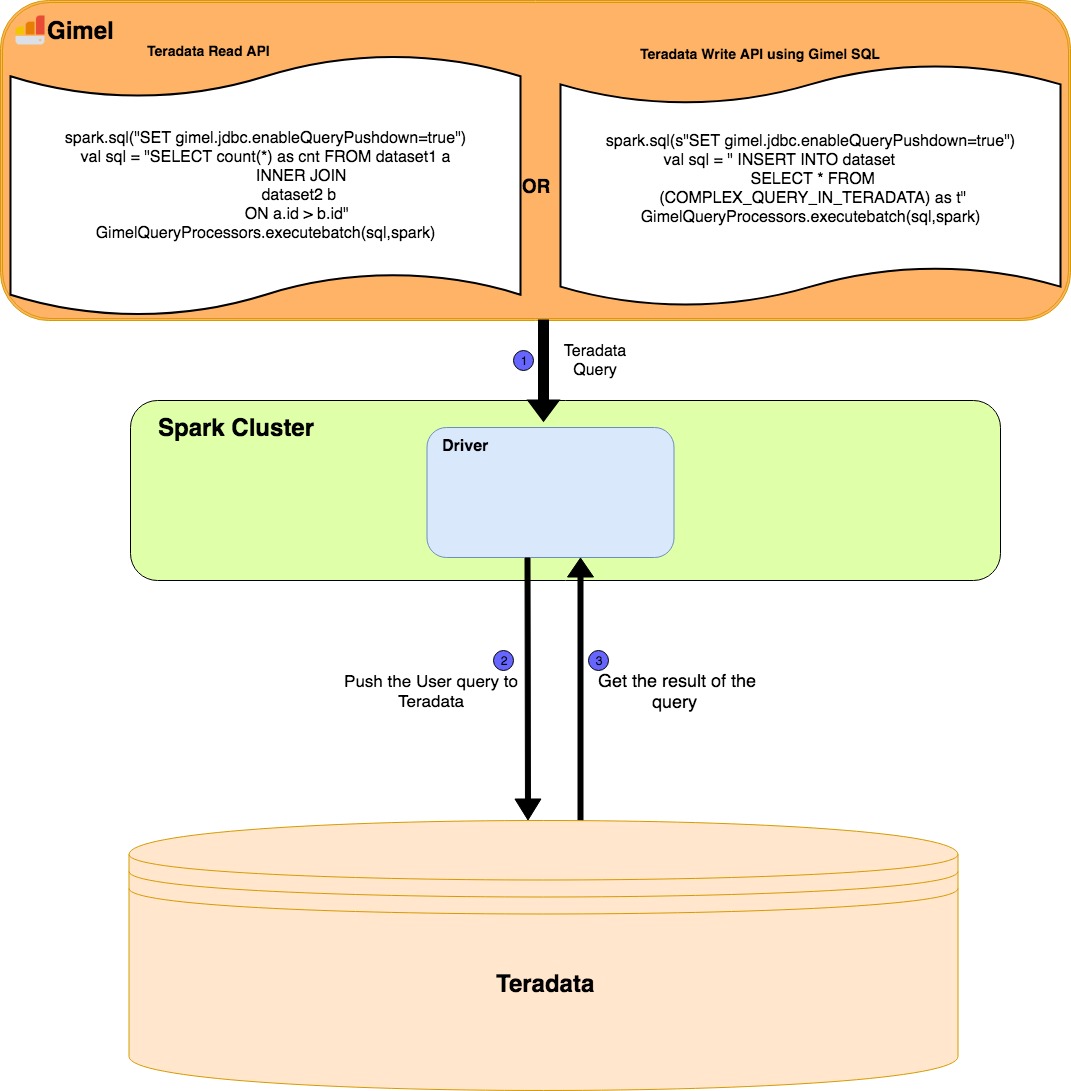 Gimel
Teradata Read API
spark.sql("SET gimel.jdbc.enableQueryPushdown=true")
val sql = "SELECT count(*) as cnt FROM dataset1 a
INNER JOIN
dataset2 b
ON a.id > b.id"
GimelQueryProcessors.executebatch(sql,spark)
OR
Teradata Write API using Gimel SQL
spark.sql(s"SET gimel.jdbc.enableQueryPushdown=true")
val sql = " INSERT INTO dataset
SELECT * FROM
(COMPLEX_QUERY_IN_TERADATA) as t"
GimelQueryProcessors.executebatch(sql,spark)
1
Teradata
Query
Spark Cluster
Driver
2
Push the User query to
Teradata
3
Get the result of the
query
Teradata